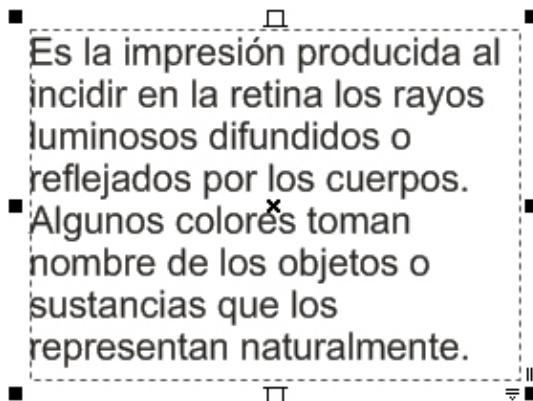 Es la impresión producida al
incidir en la retina los rayos
luminosos difundidos o
reflejados por los cuerpos.
Algunos colores toman
nombre de los objetos o
sustancias que los
representan naturalmente.